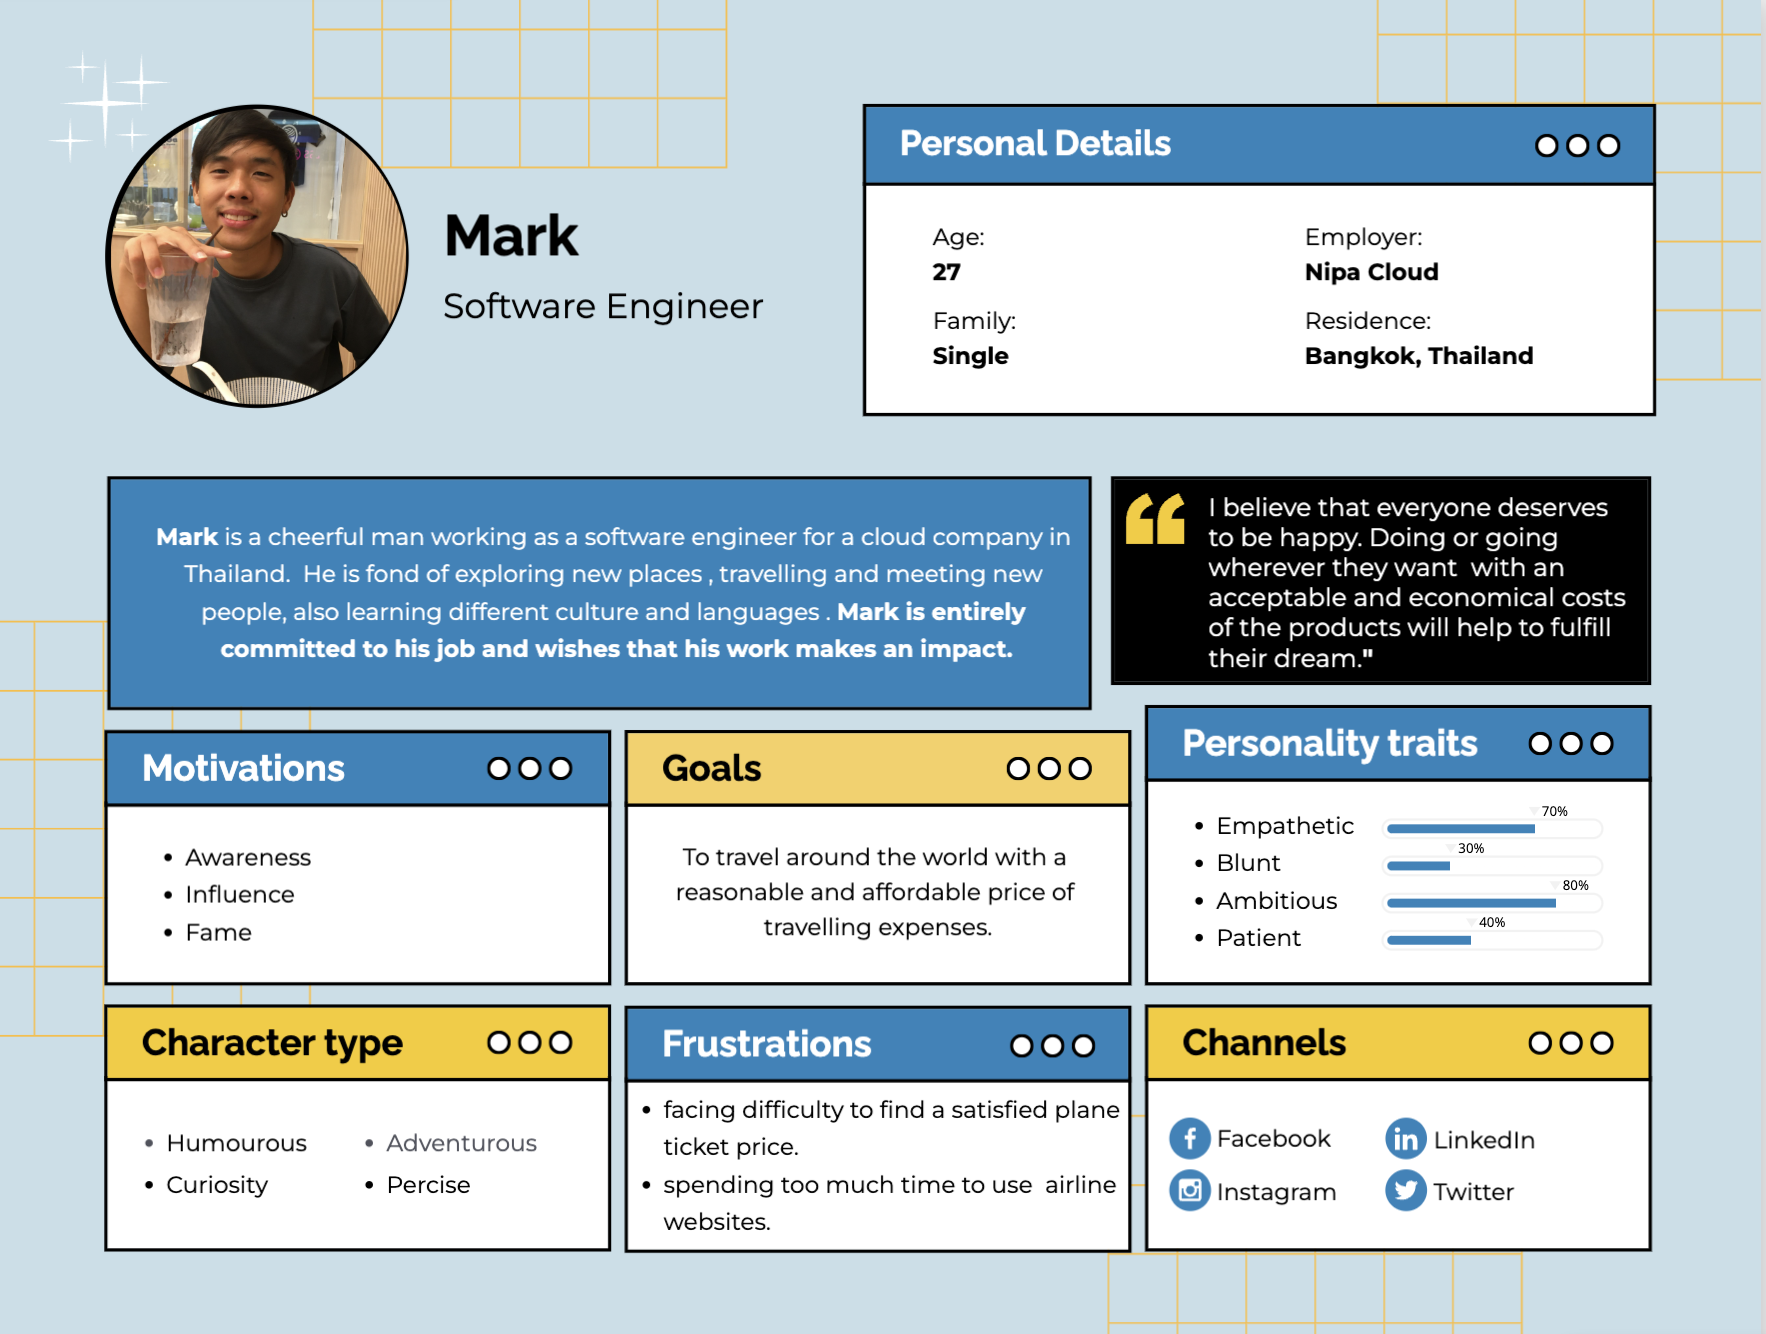 Mark
Software Engineer
Personal Details
Age:
27
Family:
Single
Employer:
Nipa Cloud
Residence:
Bangkok, Thailand
Mark is a cheerful man working as a software engineer for a cloud company in
Thailand.  He is fond of exploring new places , travelling and meeting new
people, also learning different culture and languages . Mark is entirely
committed to his job and wishes that his work makes an impact.
“ I believe that everyone deserves
to be happy. Doing or going
wherever they want  with an
acceptable and economical costs
of the products will help to fulfill
their dream."
Motivations
• Awareness
• Influence
• Fame
Goals
To travel around the world with a
reasonable and affordable price of
travelling expenses.
Personality traits
• Empathetic 70%
• Blunt 30%
• Ambitious 80%
• Patient 40%
Character type
• Humourous
• Curiosity
• Adventurous
• Percise
Frustrations
• facing difficulty to find a satisfied plane
ticket price.
• spending too much time to use  airline
websites.
Channels
Facebook
LinkedIn
Instagram
Twitter